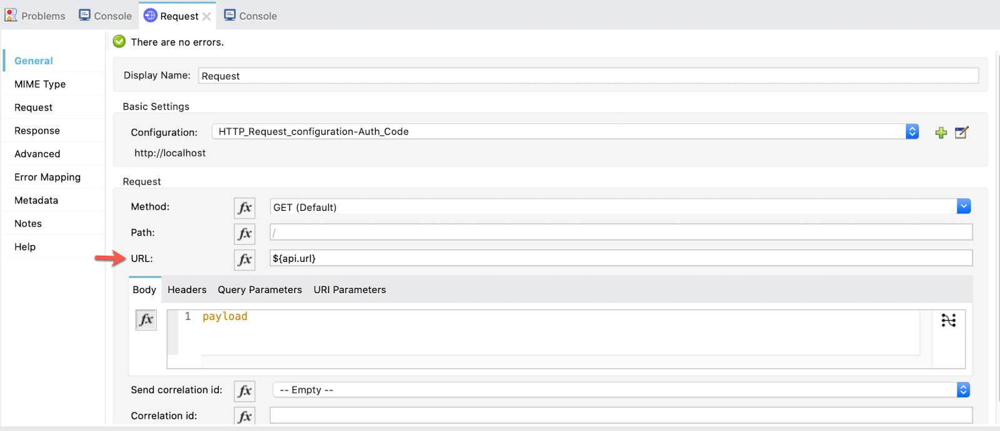 Problems Console Request Console
There are no errors.
General
MIME Type
Request
Response
Advanced
Error Mapping
Metadata
Notes
Help
Display Name: Request
Basic Settings
Configuration: HTTP_Request_configuration-Auth_Code
http://localhost
Request
Method: fx GET (Default)
Path: fx /
URL: fx ${api.url}
Body Headers Query Parameters URI Parameters
fx 1 payload
Send correlation id: fx -- Empty --
Correlation id: fx